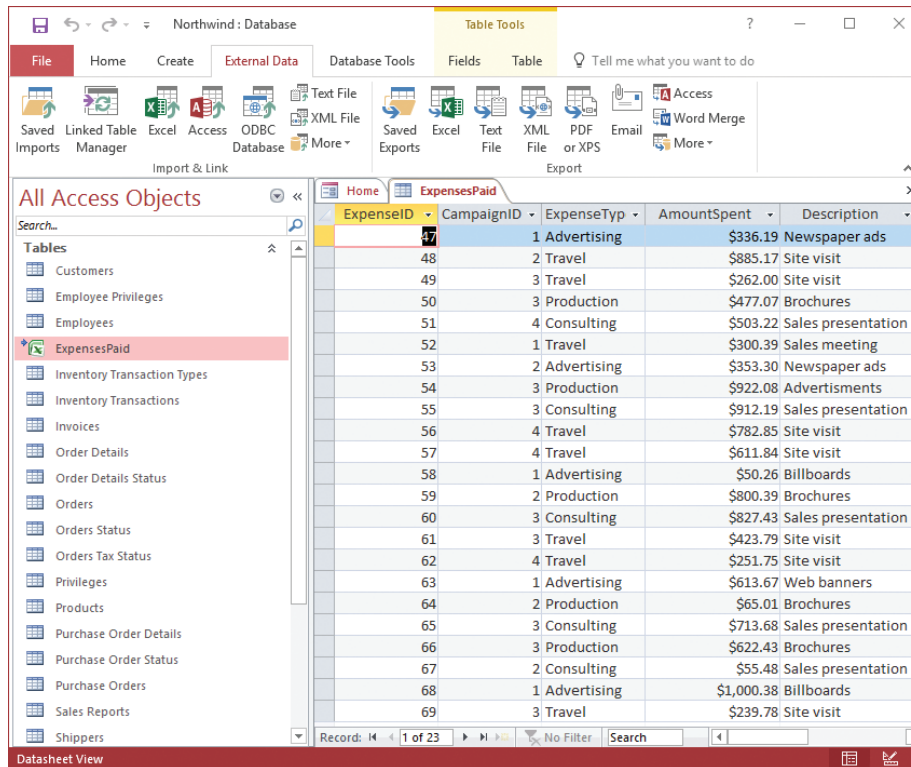 Northwind : Database
Table Tools
?
File Home Create External Data Database Tools Fields Table Tell me what you want to do
Saved Imports
Linked Table Manager
Excel
Access
ODBC Database
Text File
XML File
More
Saved Exports
Excel
Text File
XML File
PDF or XPS
Email
Access
Word Merge
More
Import & Link
Export
All Access Objects
Search...
Tables
Customers
Employee Privileges
Employees
ExpensesPaid
Inventory Transaction Types
Inventory Transactions
Invoices
Order Details
Order Details Status
Orders
Orders Status
Orders Tax Status
Privileges
Products
Purchase Order Details
Purchase Order Status
Purchase Orders
Sales Reports
Shippers
Home ExpensesPaid
ExpenseID CampaignID ExpenseTyp AmountSpent Description
47 1 Advertising $336.19 Newspaper ads
48 2 Travel $885.17 Site visit
49 3 Travel $262.00 Site visit
50 3 Production $477.07 Brochures
51 4 Consulting $503.22 Sales presentation
52 1 Travel $300.39 Sales meeting
53 2 Advertising $353.30 Newspaper ads
54 3 Production $922.08 Advertisments
55 3 Consulting $912.19 Sales presentation
56 4 Travel $782.85 Site visit
57 4 Travel $611.84 Site visit
58 1 Advertising $50.26 Billboards
59 2 Production $800.39 Brochures
60 3 Consulting $827.43 Sales presentation
61 3 Travel $423.79 Site visit
62 4 Travel $251.75 Site visit
63 1 Advertising $613.67 Web banners
64 2 Production $65.01 Brochures
65 3 Consulting $713.68 Sales presentation
66 3 Production $622.43 Brochures
67 2 Consulting $55.48 Sales presentation
68 1 Advertising $1,000.38 Billboards
69 3 Travel $239.78 Site visit
Record: 1 of 23 No Filter Search
Datasheet View